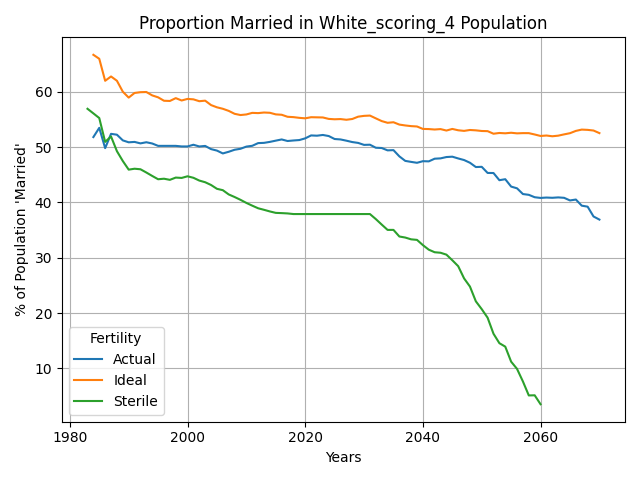 Proportion Married in White_scoring_4 Population
% of Population 'Married'
60
50
40
30
20
10
Fertility
Actual
Ideal
Sterile
1980
2000
2020
2040
2060
Years